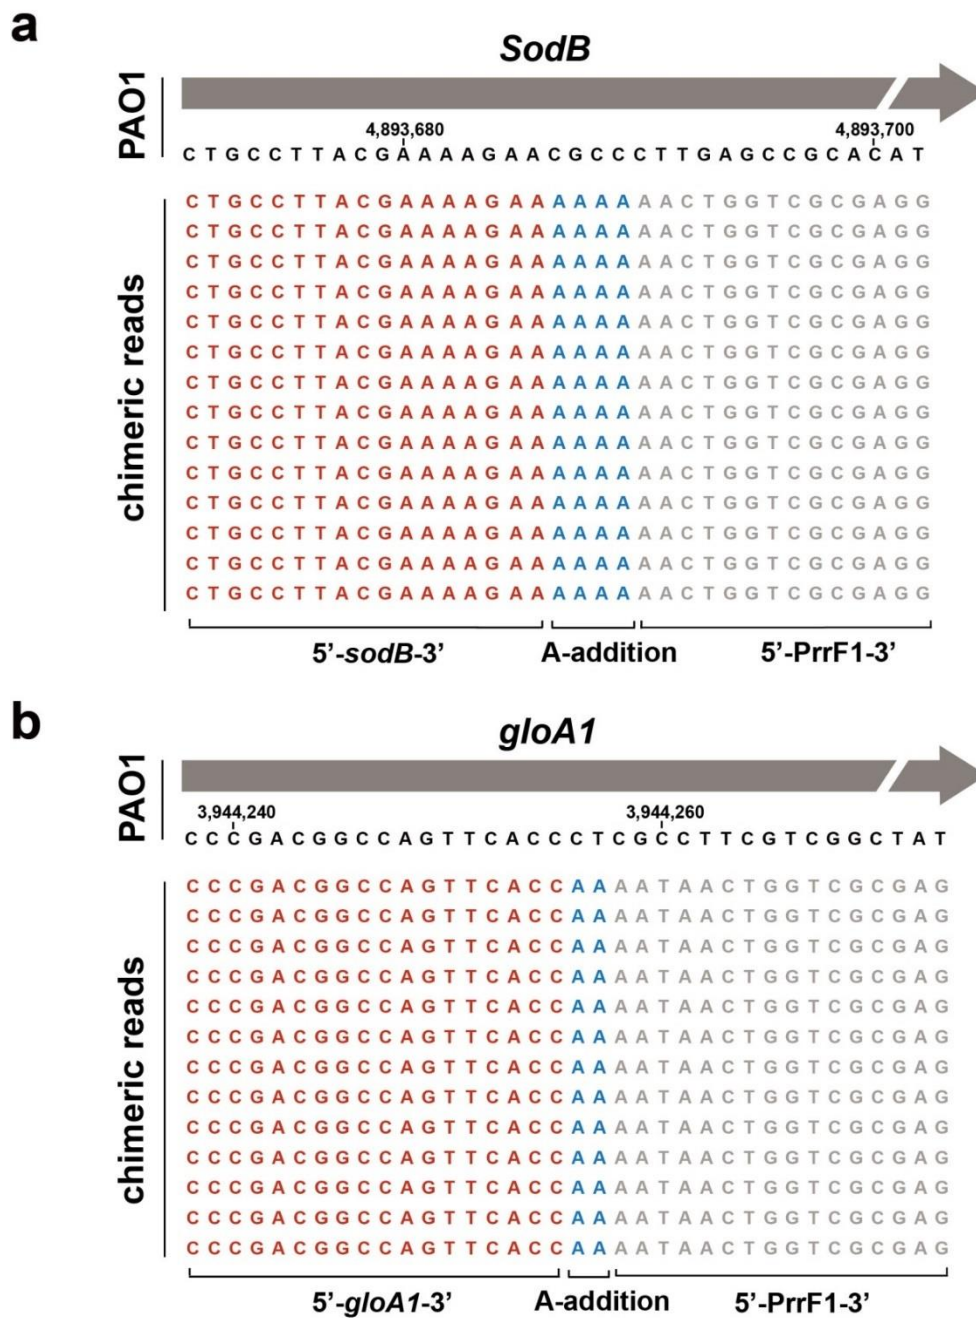 a
SodB
PAO1
4,893,680 4,893,700
C T G C C T T A C G A A A A G A A C G C C C T T G A G C C G C A C A T
chimeric reads
C T G C C T T A C G A A A A G A A A A A A A A C T G G T C G C G A G G
C T G C C T T A C G A A A A G A A A A A A A A C T G G T C G C G A G G
C T G C C T T A C G A A A A G A A A A A A A A C T G G T C G C G A G G
C T G C C T T A C G A A A A G A A A A A A A A C T G G T C G C G A G G
C T G C C T T A C G A A A A G A A A A A A A A C T G G T C G C G A G G
C T G C C T T A C G A A A A G A A A A A A A A C T G G T C G C G A G G
C T G C C T T A C G A A A A G A A A A A A A A C T G G T C G C G A G G
C T G C C T T A C G A A A A G A A A A A A A A C T G G T C G C G A G G
C T G C C T T A C G A A A A G A A A A A A A A C T G G T C G C G A G G
C T G C C T T A C G A A A A G A A A A A A A A C T G G T C G C G A G G
C T G C C T T A C G A A A A G A A A A A A A A C T G G T C G C G A G G
C T G C C T T A C G A A A A G A A A A A A A A C T G G T C G C G A G G
C T G C C T T A C G A A A A G A A A A A A A A C T G G T C G C G A G G
C T G C C T T A C G A A A A G A A A A A A A A C T G G T C G C G A G G
5’-sodB-3’ A-addition 5’-PrrF1-3’
b
gloA1
PAO1
3,944,240 3,944,260
C C C G A C G G C C A G T T C A C C C T C G C C T T C G T C G G C T A T
chimeric reads
C C C G A C G G C C A G T T C A C C A A A A T A A C T G G T C G C G A G
C C C G A C G G C C A G T T C A C C A A A A T A A C T G G T C G C G A G
C C C G A C G G C C A G T T C A C C A A A A T A A C T G G T C G C G A G
C C C G A C G G C C A G T T C A C C A A A A T A A C T G G T C G C G A G
C C C G A C G G C C A G T T C A C C A A A A T A A C T G G T C G C G A G
C C C G A C G G C C A G T T C A C C A A A A T A A C T G G T C G C G A G
C C C G A C G G C C A G T T C A C C A A A A T A A C T G G T C G C G A G
C C C G A C G G C C A G T T C A C C A A A A T A A C T G G T C G C G A G
C C C G A C G G C C A G T T C A C C A A A A T A A C T G G T C G C G A G
C C C G A C G G C C A G T T C A C C A A A A T A A C T G G T C G C G A G
C C C G A C G G C C A G T T C A C C A A A A T A A C T G G T C G C G A G
C C C G A C G G C C A G T T C A C C A A A A T A A C T G G T C G C G A G
C C C G A C G G C C A G T T C A C C A A A A T A A C T G G T C G C G A G
5’-gloA1-3’ A-addition 5’-PrrF1-3’